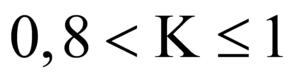 0,8 < K ≤ 1